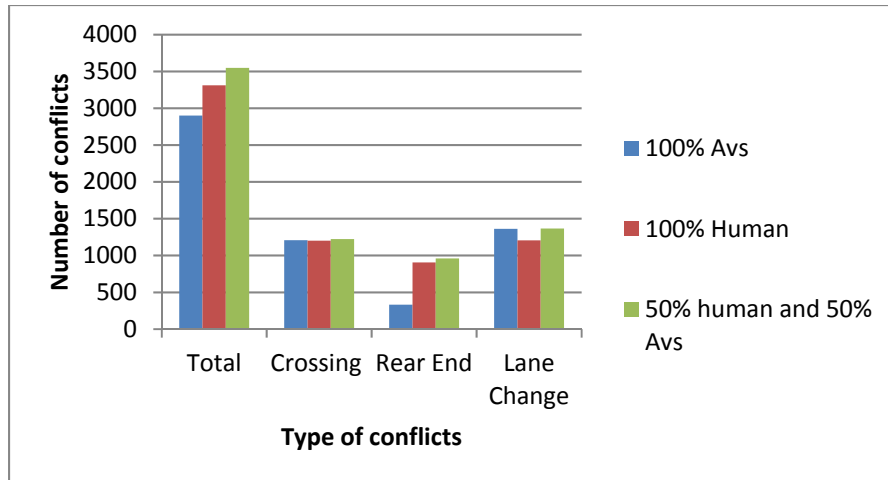 Number of conflicts
4000
3500
3000
2500
2000
1500
1000
500
0
Total
Crossing
Rear End
Lane
Change
Type of conflicts
100% Avs
100% Human
50% human and 50%
Avs